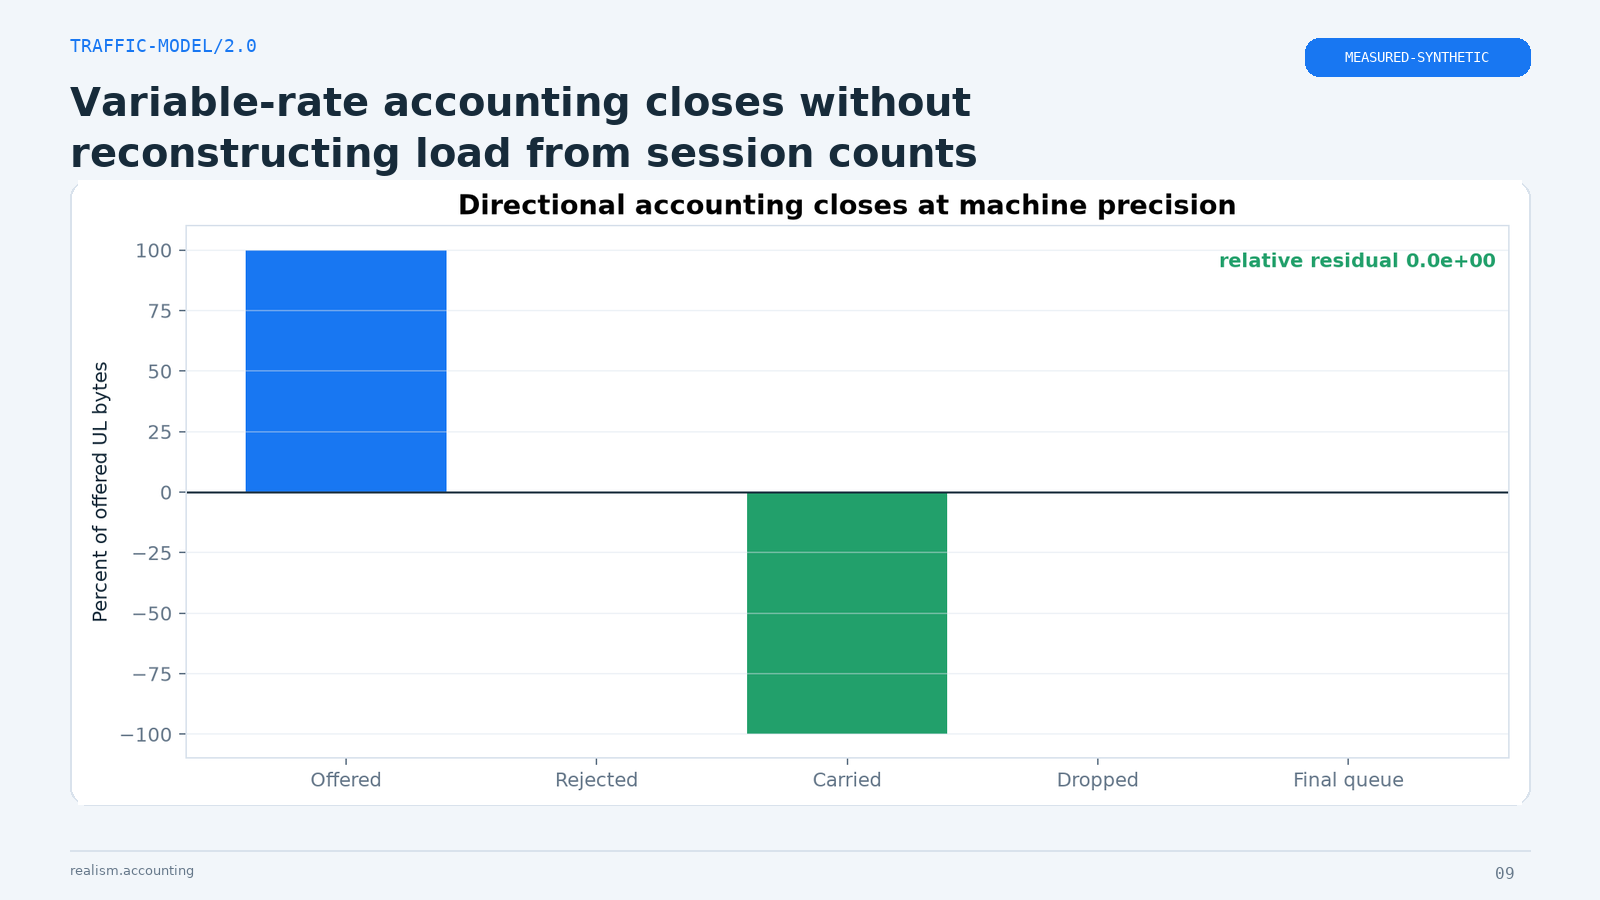 TRAFFIC-MODEL/2.0
MEASURED-SYNTHETIC
Variable-rate accounting closes without
reconstructing load from session counts
Directional accounting closes at machine precision
relative residual 0.0e+00
Percent of offered UL bytes
100
75
50
25
0
−25
−50
−75
−100
Offered
Rejected
Carried
Dropped
Final queue
realism.accounting
09